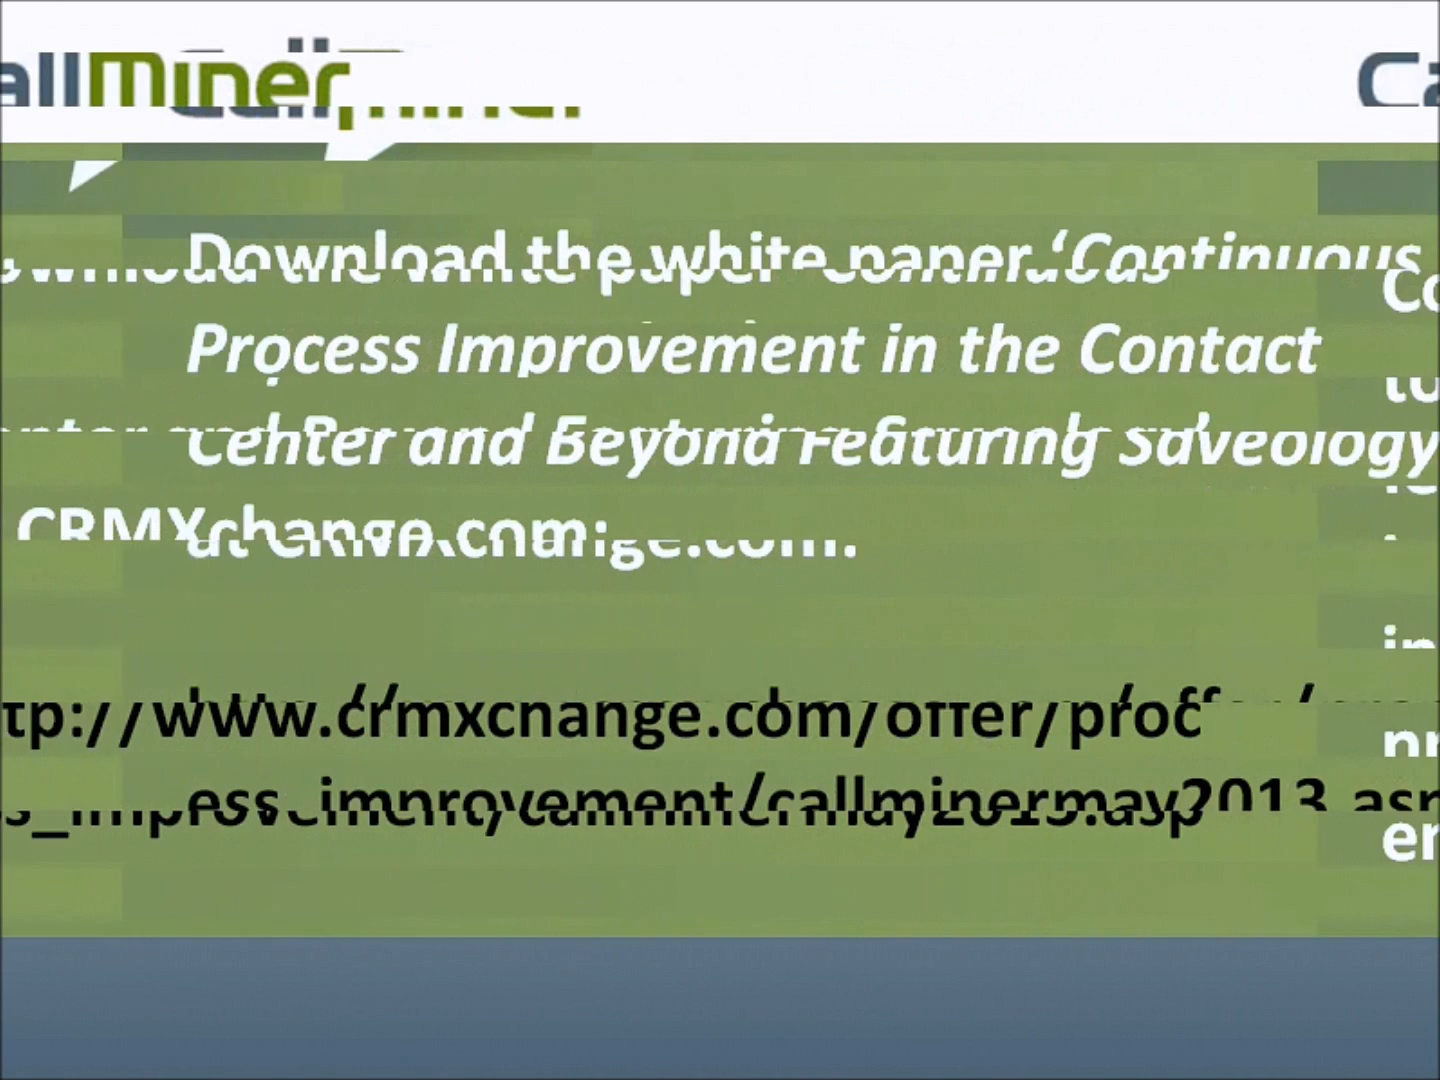 CallMiner
Download the white paper ‘Continuous
Process Improvement in the Contact
Center and Beyond Featuring Saveology
at CRMXchange.com:
http://www.crmxchange.com/offer/proc
ess_improvement/callminermay2013.asp